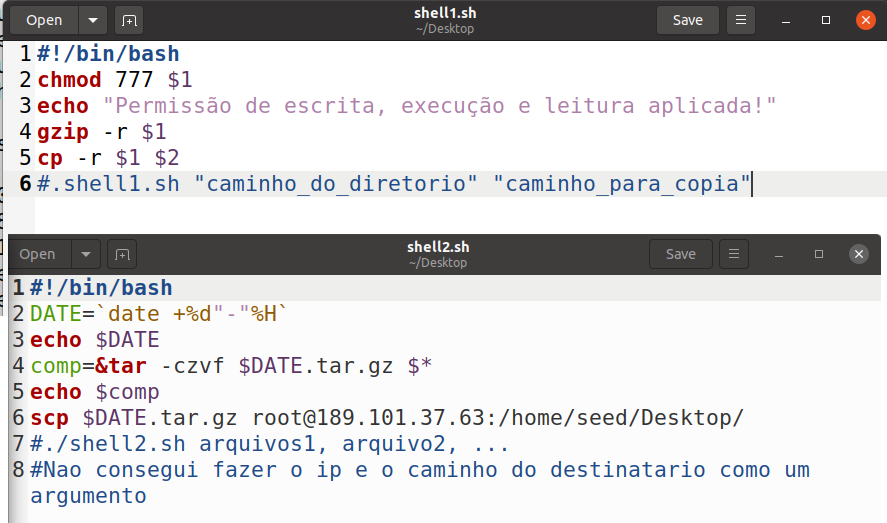 Open shell1.sh Save
~/Desktop
1 #!/bin/bash
2 chmod 777 $1
3 echo "Permissão de escrita, execução e leitura aplicada!"
4 gzip -r $1
5 cp -r $1 $2
6 #.shell1.sh "caminho_do_diretorio" "caminho_para_copia"
Open shell2.sh Save
~/Desktop
1 #!/bin/bash
2 DATE=`date +%d"-"%H`
3 echo $DATE
4 comp=&tar -czvf $DATE.tar.gz $*
5 echo $comp
6 scp $DATE.tar.gz root@189.101.37.63:/home/seed/Desktop/
7 #./shell2.sh arquivos1, arquivo2, ...
8 #Nao consegui fazer o ip e o caminho do destinatario como um
argumento